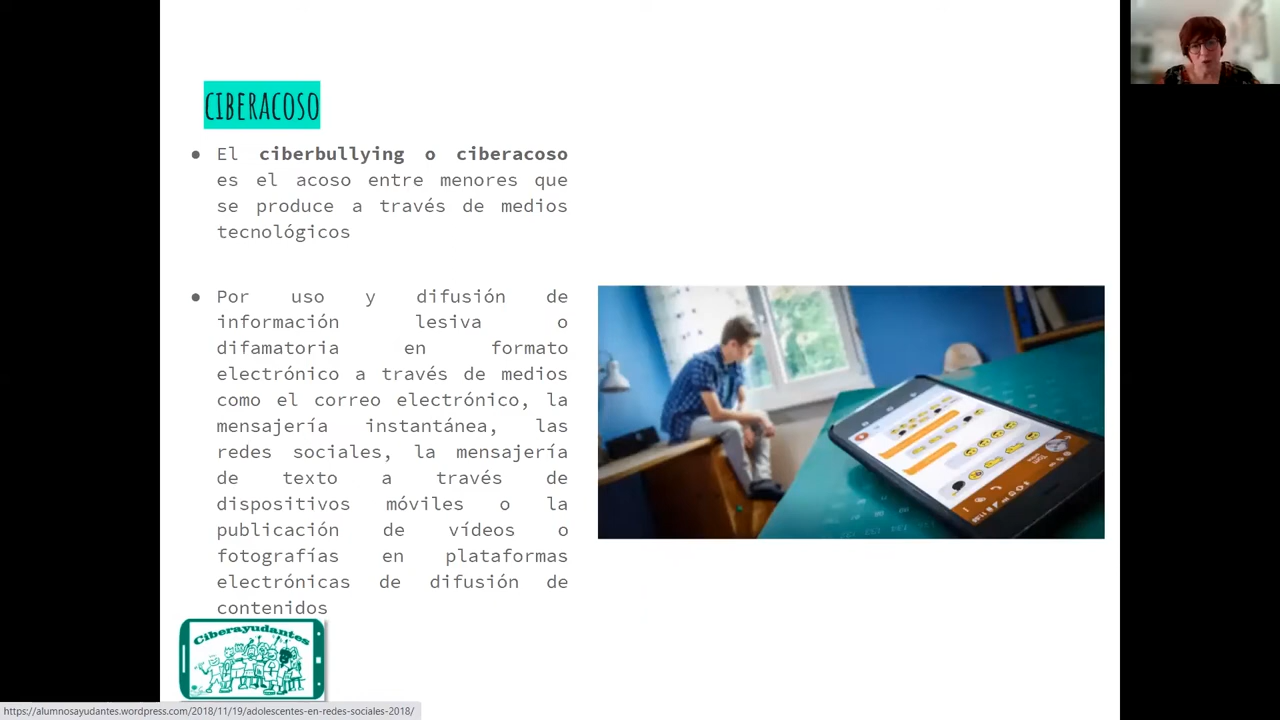 CIBERACOSO
● El ciberbullying o ciberacoso
es el acoso entre menores que
se produce a través de medios
tecnológicos
● Por uso y difusión de
información lesiva o
difamatoria en formato
electrónico a través de medios
como el correo electrónico, la
mensajería instantánea, las
redes sociales, la mensajería
de texto a través de
dispositivos móviles o la
publicación de vídeos o
fotografías en plataformas
electrónicas de difusión de
contenidos
Ciberayudantes
https://alumnosayudantes.wordpress.com/2018/11/19/adolescentes-en-redes-sociales-2018/